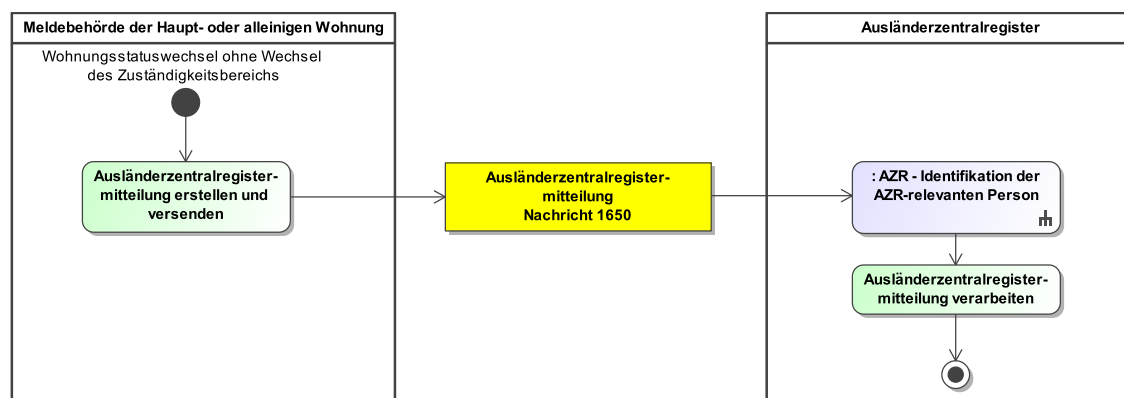 Meldebehörde der Haupt- oder alleinigen Wohnung
Wohnungsstatuswechsel ohne Wechsel
des Zuständigkeitsbereichs
Ausländerzentralregister-
mitteilung erstellen und
versenden
Ausländerzentralregister-
mitteilung
Nachricht 1650
Ausländerzentralregister
: AZR - Identifikation der
AZR-relevanten Person
Ausländerzentralregister-
mitteilung verarbeiten